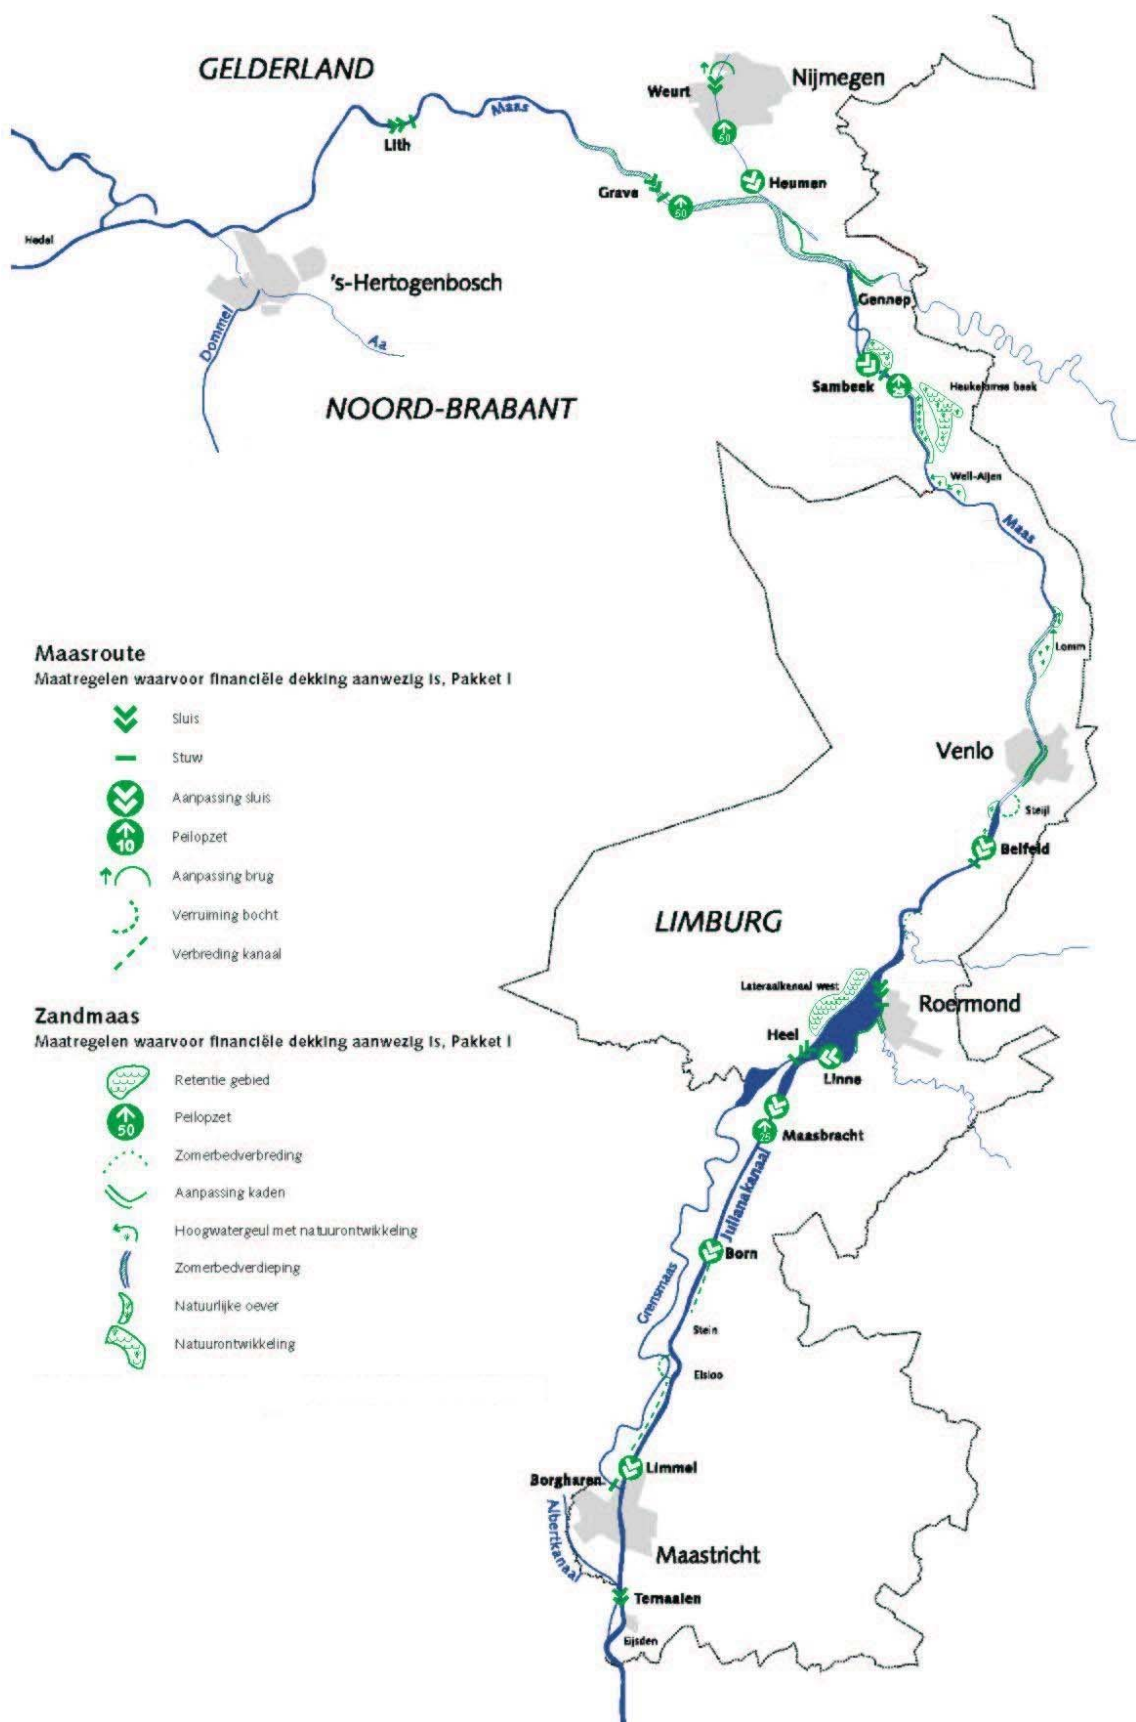 GELDERLAND
Nijmegen
Weurt
Maas
Lith
50
Heumen
Grave
50
Hedel
's-Hertogenbosch
Gennep
Dommel
Aa
Sambeek
25
Heukelomse beek
NOORD-BRABANT
Well-Aijen
Maas
Maasroute
Maatregelen waarvoor financiële dekking aanwezig is, Pakket I
Lomm
Sluis
Venlo
Stuw
Aanpassing sluis
Steijl
10
Peilopzet
Belfeld
Aanpassing brug
Verruiming bocht
LIMBURG
Verbreding kanaal
Lateraalkanaal west
Roermond
Zandmaas
Maatregelen waarvoor financiële dekking aanwezig is, Pakket I
Heel
Linne
Retentie gebied
50
Peilopzet
25
Maasbracht
Zomerbedverbreding
Aanpassing kaden
Julianakanaal
Hoogwatergeul met natuurontwikkeling
Born
Zomerbedverdieping
Grensmaas
Natuurlijke oever
Stein
Natuurontwikkeling
Elsloo
Limmel
Borgharen
Albertkanaal
Maastricht
Ternaaien
Eijsden